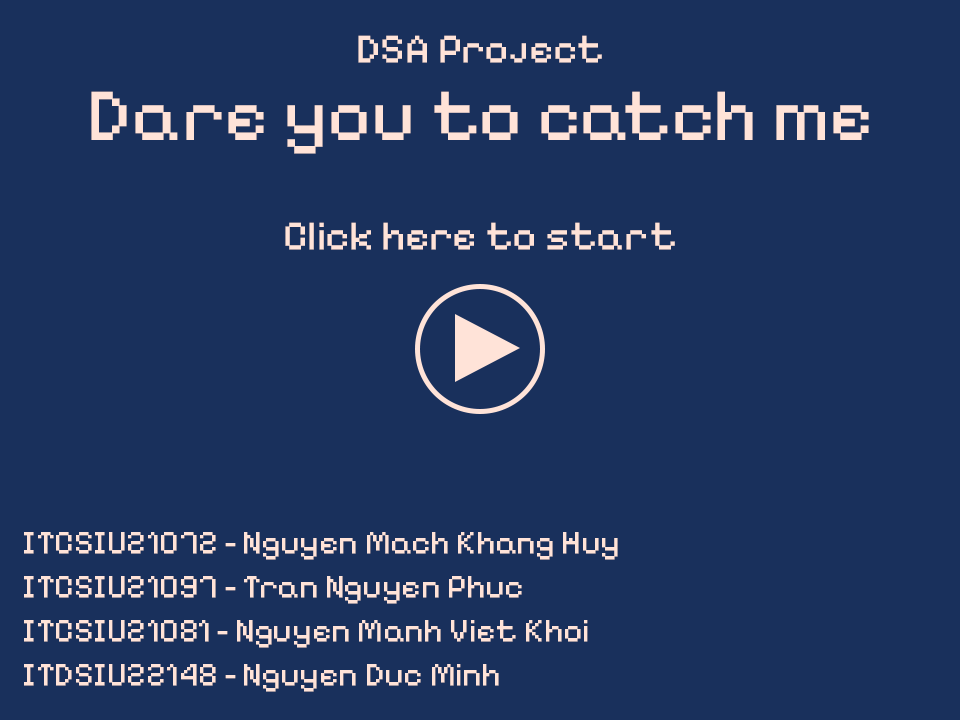 DSA Project
Dare you to catch me
Click here to start
ITCSIU21072 - Nguyen Mach Khang Huy
ITCSIU21097 - Tran Nguyen Phuc
ITCSIU21081 - Nguyen Manh Viet Khoi
ITDSIU22148 - Nguyen Duc Minh